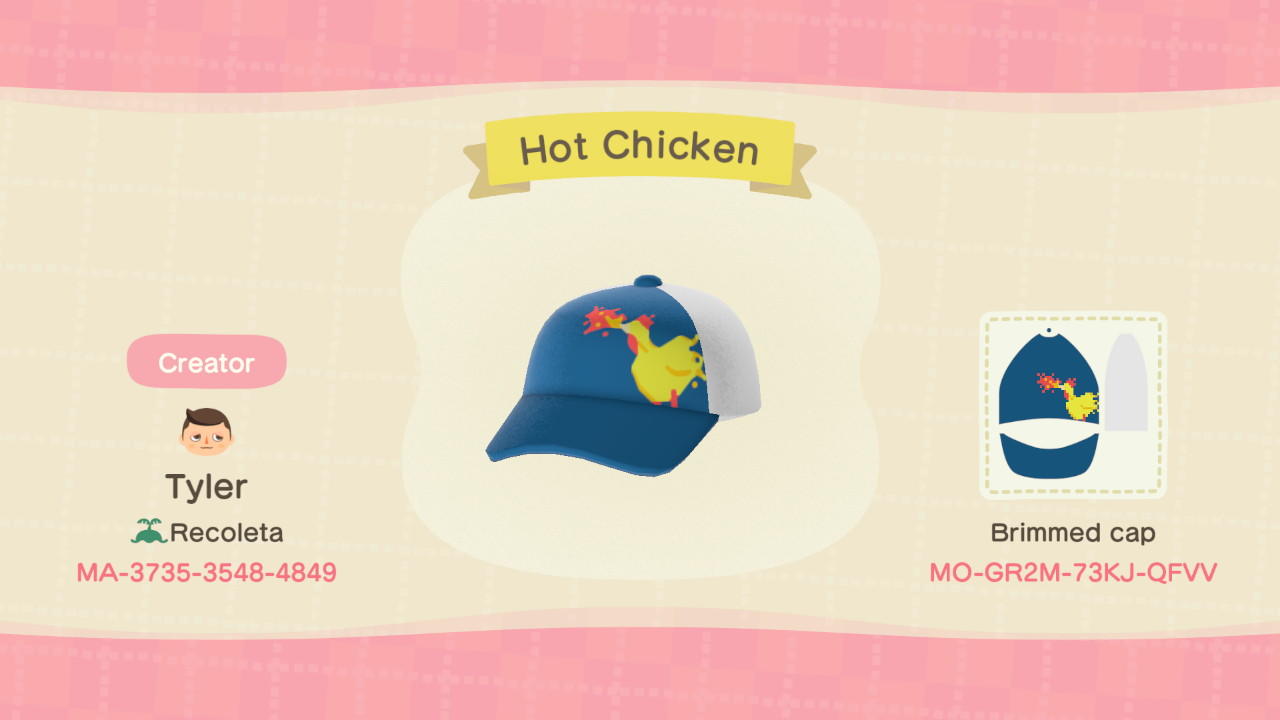 Hot Chicken
Creator
Tyler
Recoleta
MA-3735-3548-4849
Brimmed cap
MO-GR2M-73KJ-QFVV